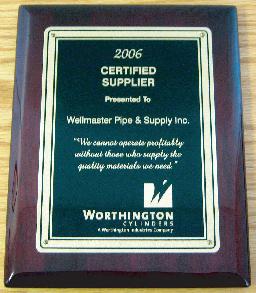 2006
CERTIFIED
SUPPLIER
Presented To
Wellmaster Pipe & Supply Inc.
"We cannot operate profitably
without those who supply the
quality materials we need."
WORTHINGTON
CYLINDERS
A Worthington Industries Company